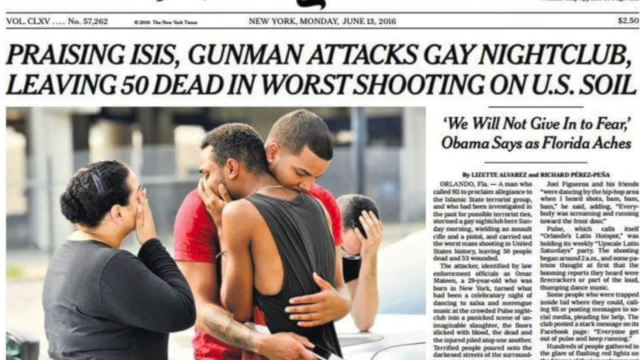 VOL. CLXV .... No. 57,262
© 2016 The New York Times
NEW YORK, MONDAY, JUNE 13, 2016
$2.50
PRAISING ISIS, GUNMAN ATTACKS GAY NIGHTCLUB,
LEAVING 50 DEAD IN WORST SHOOTING ON U.S. SOIL
‘We Will Not Give In to Fear,’
Obama Says as Florida Aches
By LIZETTE ALVAREZ and RICHARD PÉREZ-PEÑA
ORLANDO, Fla. — A man who
called 911 to proclaim allegiance to
the Islamic State terrorist group,
and who had been investigated in
the past for possible terrorist ties,
stormed a gay nightclub here Sun-
day morning, wielding an assault
rifle and a pistol, and carried out
the worst mass shooting in United
States history, leaving 50 people
dead and 53 wounded.
The attacker, identified by law
enforcement officials as Omar
Mateen, a 29-year-old who was
born in New York, turned what
had been a celebratory night of
dancing to salsa and merengue
music at the crowded Pulse night-
club into a panicked scene of un-
imaginable slaughter, the floors
slicked with blood, the dead and
the injured piled atop one another.
Terrified people poured onto the
darkened streets of the surround-
Joel Figueroa and his friends
“were dancing by the hip-hop area
when I heard shots, bam, bam,
bam,” he said, adding, “Every-
body was screaming and running
toward the front door.”
Pulse, which calls itself
“Orlando’s Latin Hotspot,” was
holding its weekly “Upscale Latin
Saturdays” party. The shooting
began around 2 a.m., and some pa-
trons thought at first that the
booming reports they heard were
firecrackers or part of the loud,
thumping dance music.
Some people who were trapped
inside hid where they could, call-
ing 911 or posting messages to so-
cial media, pleading for help. The
club posted a stark message on its
Facebook page: “Everyone get
out of pulse and keep running.”
Hundreds of people gathered in
the glare of flashing red lights on